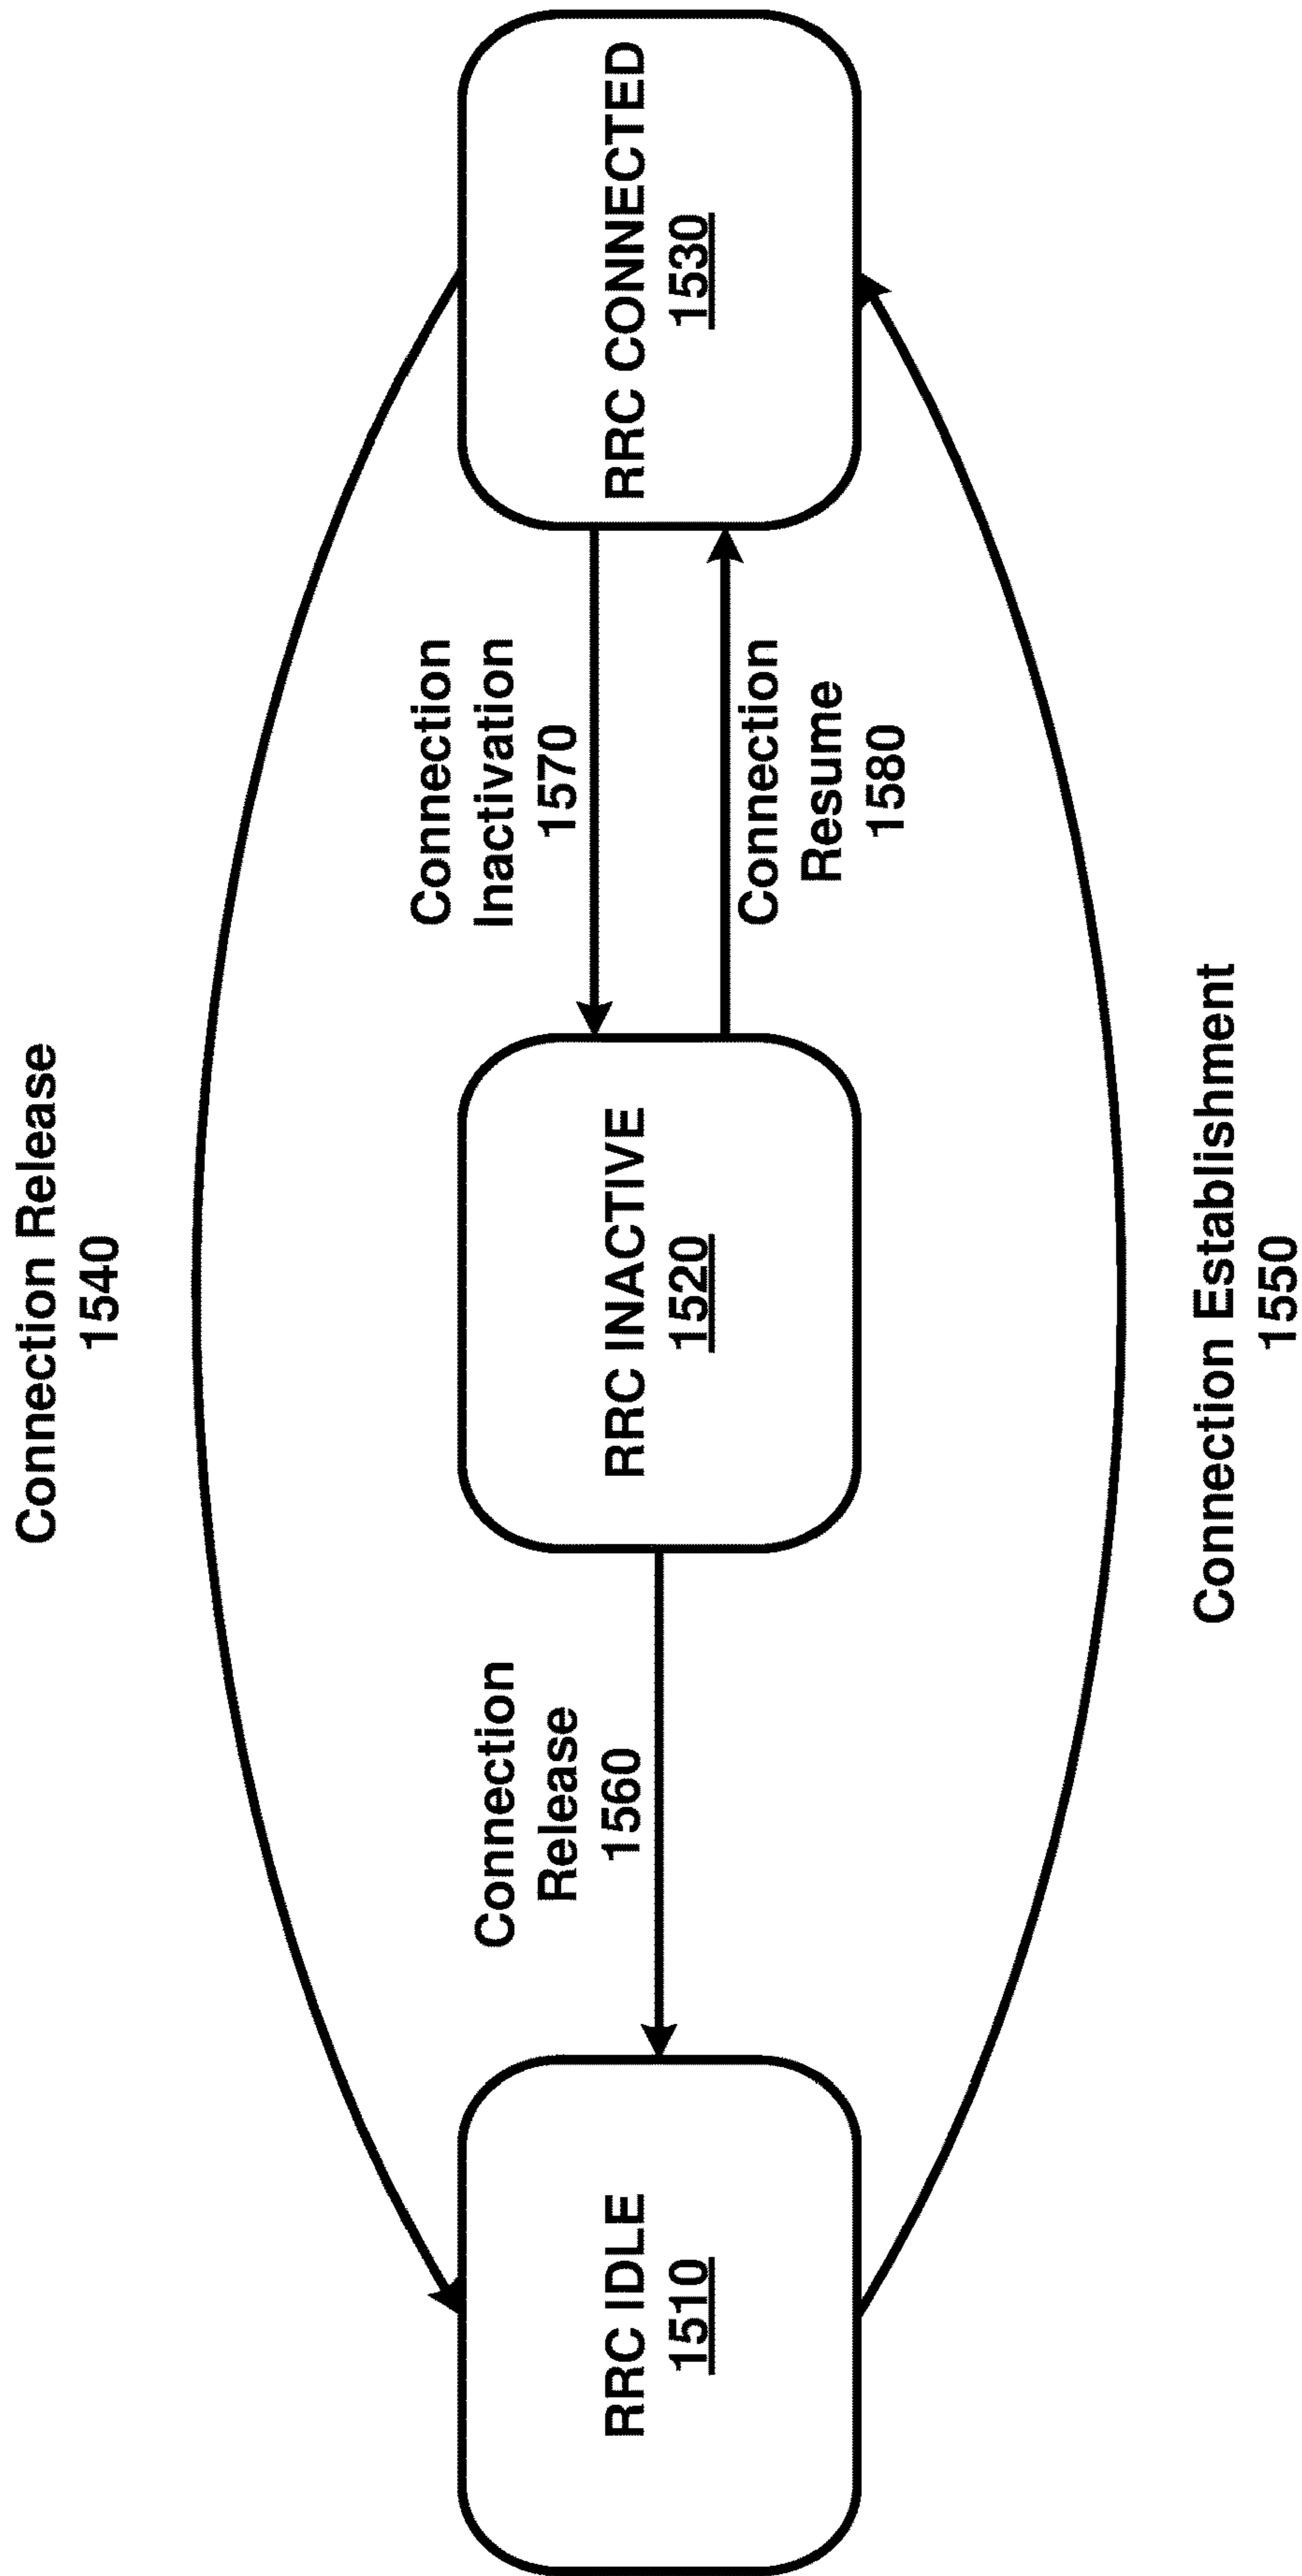 Connection Release
1540
RRC IDLE
1510
Connection
Release
1560
RRC INACTIVE
1520
Connection
Inactivation
1570
Connection
Resume
1580
RRC CONNECTED
1530
Connection Establishment
1550